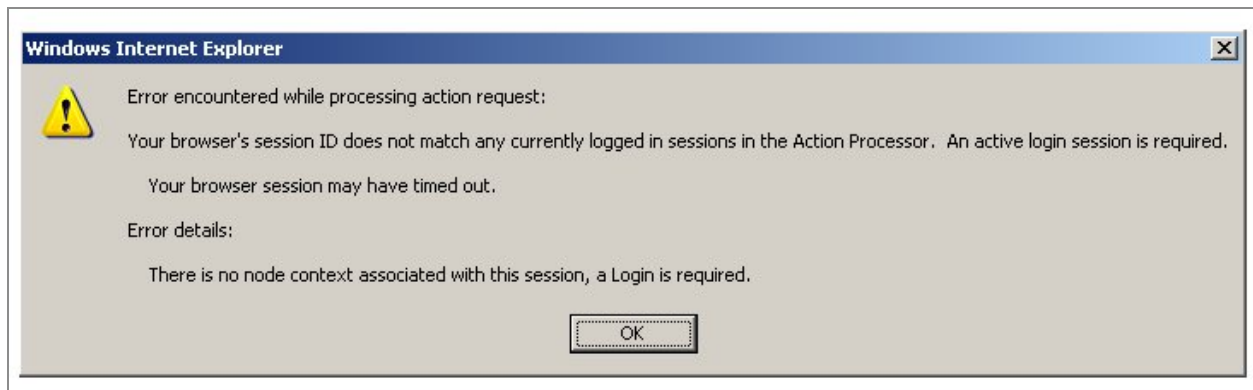 Windows Internet Explorer
Error encountered while processing action request:
Your browser's session ID does not match any currently logged in sessions in the Action Processor.  An active login session is required.
Your browser session may have timed out.
Error details:
There is no node context associated with this session, a Login is required.
OK